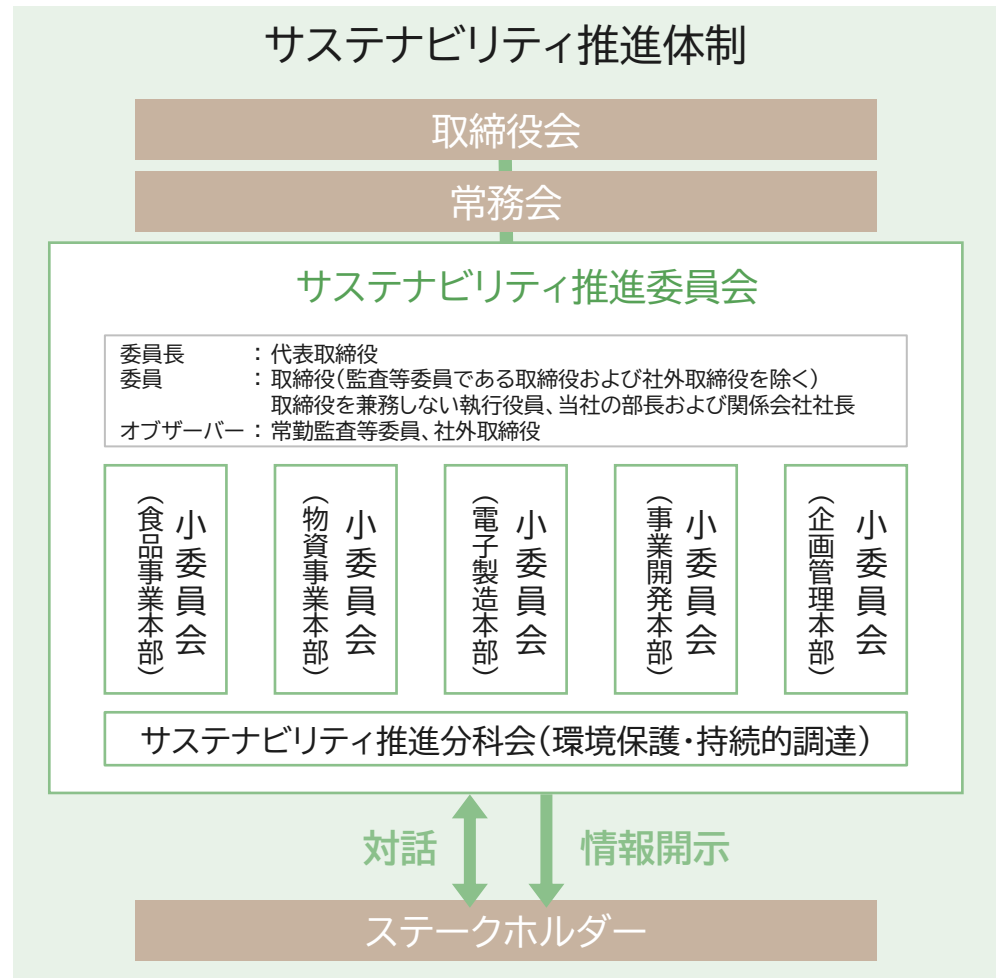 サステナビリティ推進体制
取締役会
常務会
サステナビリティ推進委員会
委員長　　　：代表取締役
委員　　　　：取締役（監査等委員である取締役および社外取締役を除く）
取締役を兼務しない執行役員、当社の部長および関係会社社長
オブザーバー：常勤監査等委員、社外取締役
小委員会
（食品事業本部）
小委員会
（物資事業本部）
小委員会
（電子製造本部）
小委員会
（事業開発本部）
小委員会
（企画管理本部）
サステナビリティ推進分科会（環境保護・持続的調達）
対話
情報開示
ステークホルダー